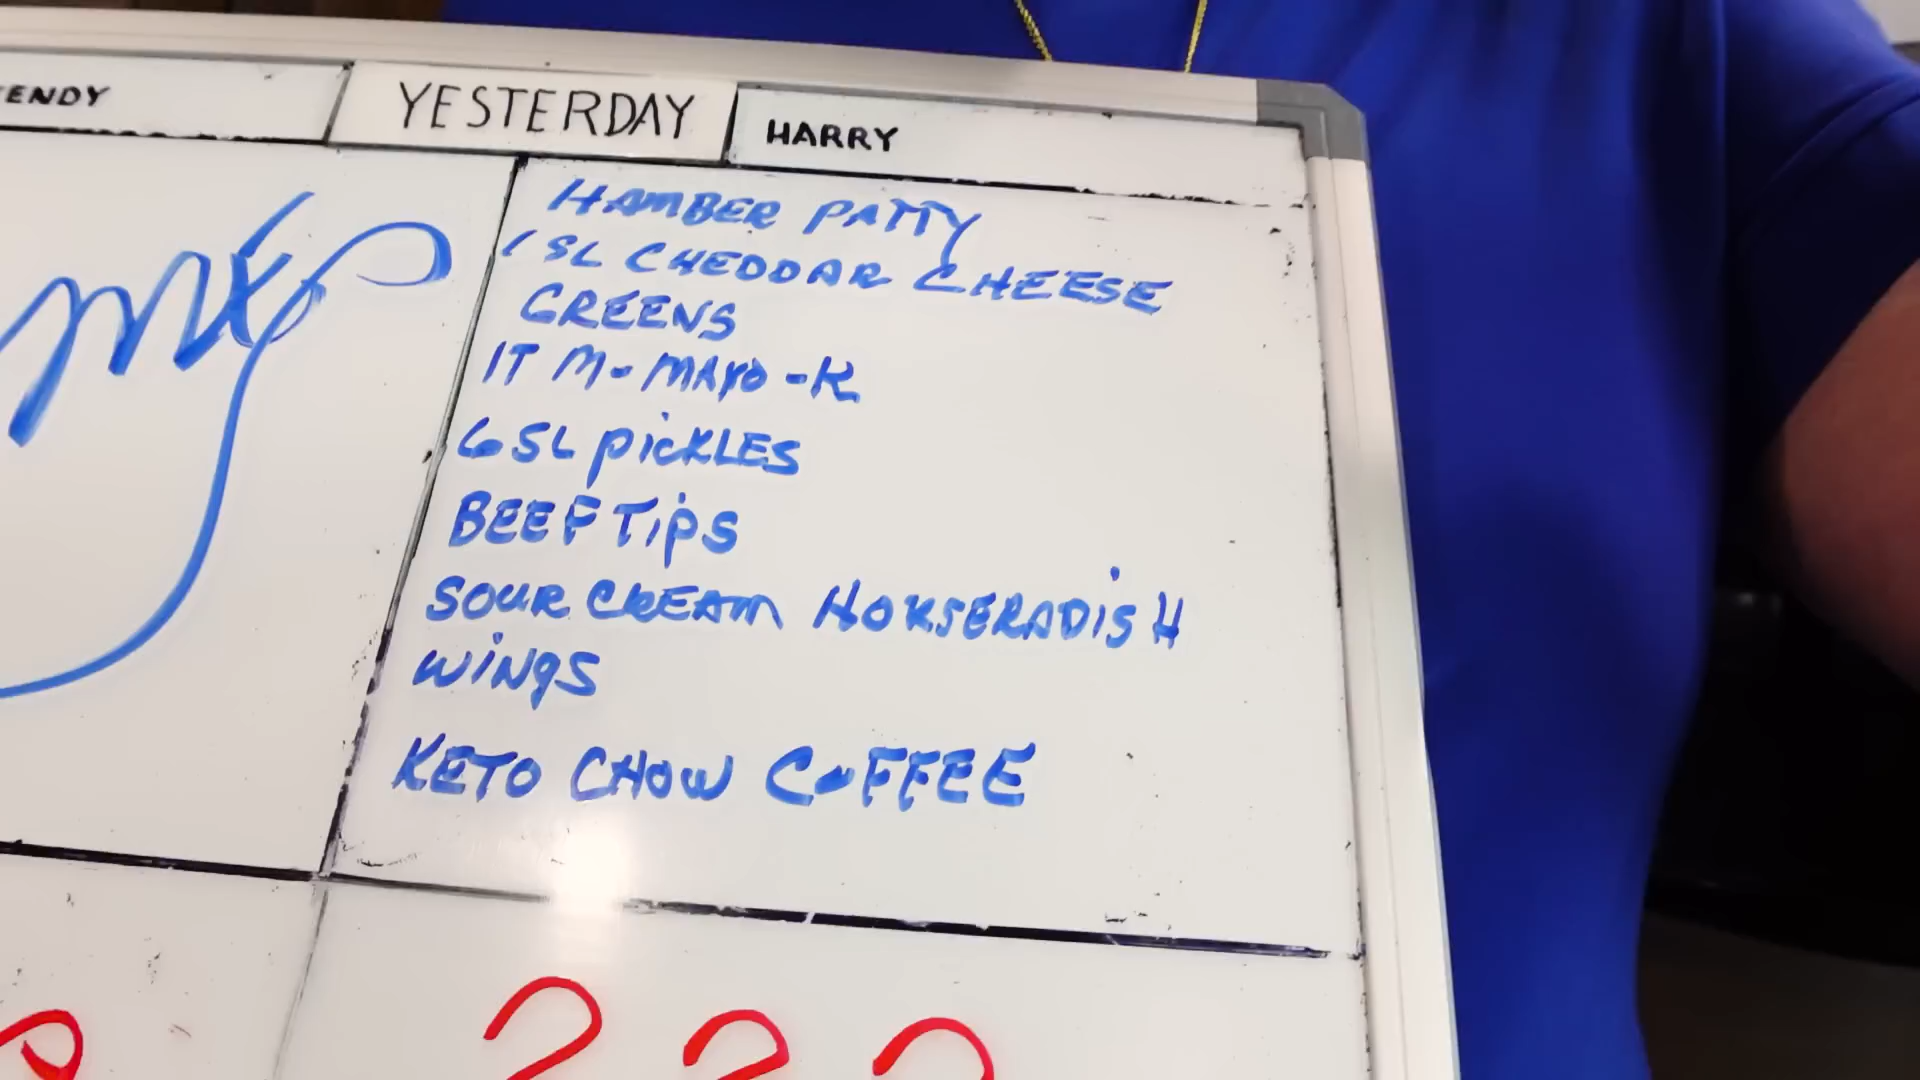 ENDY
YESTERDAY
HARRY
HAMBER PATTY
1 SL CHEDDAR CHEESE
GREENS
1T M-MAYO-K
6 SL PiCKLES
BEEF TiPS
SOUR CREAM HORSERADiSH
WiNgS
KETO CHOW COFFEE
???